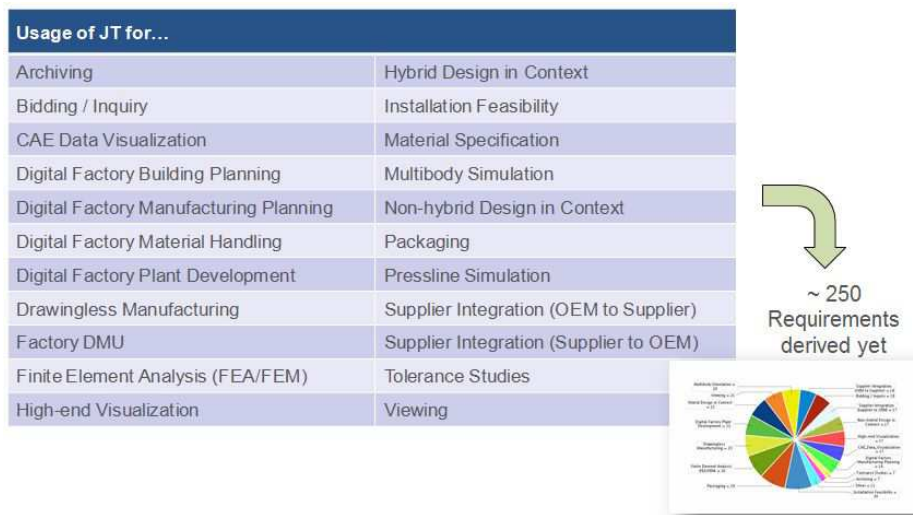 Usage of JT for…
Archiving
Hybrid Design in Context
Bidding / Inquiry
Installation Feasibility
CAE Data Visualization
Material Specification
Digital Factory Building Planning
Multibody Simulation
Digital Factory Manufacturing Planning
Non-hybrid Design in Context
Digital Factory Material Handling
Packaging
Digital Factory Plant Development
Pressline Simulation
Drawingless Manufacturing
Supplier Integration (OEM to Supplier)
Factory DMU
Supplier Integration (Supplier to OEM)
Finite Element Analysis (FEA/FEM)
Tolerance Studies
High-end Visualization
Viewing
~ 250
Requirements
derived yet